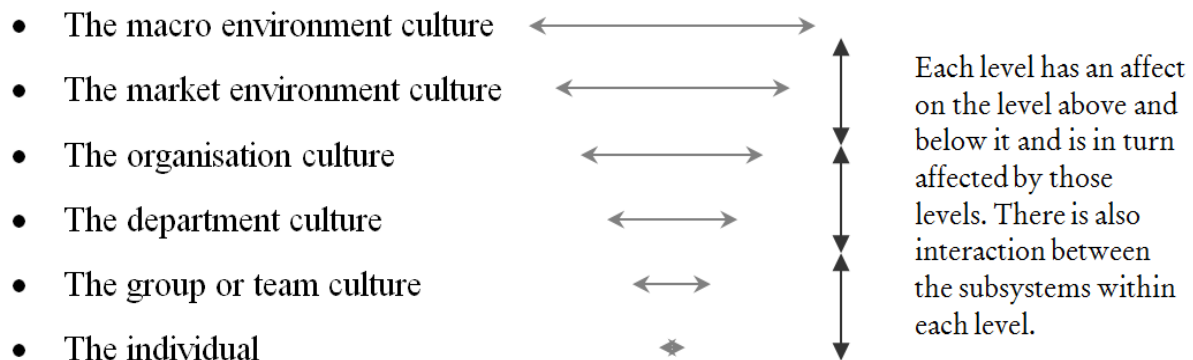 • The macro environment culture
• The market environment culture
• The organisation culture
• The department culture
• The group or team culture
• The individual
Each level has an affect
on the level above and
below it and is in turn
affected by those
levels. There is also
interaction between
the subsystems within
each level.